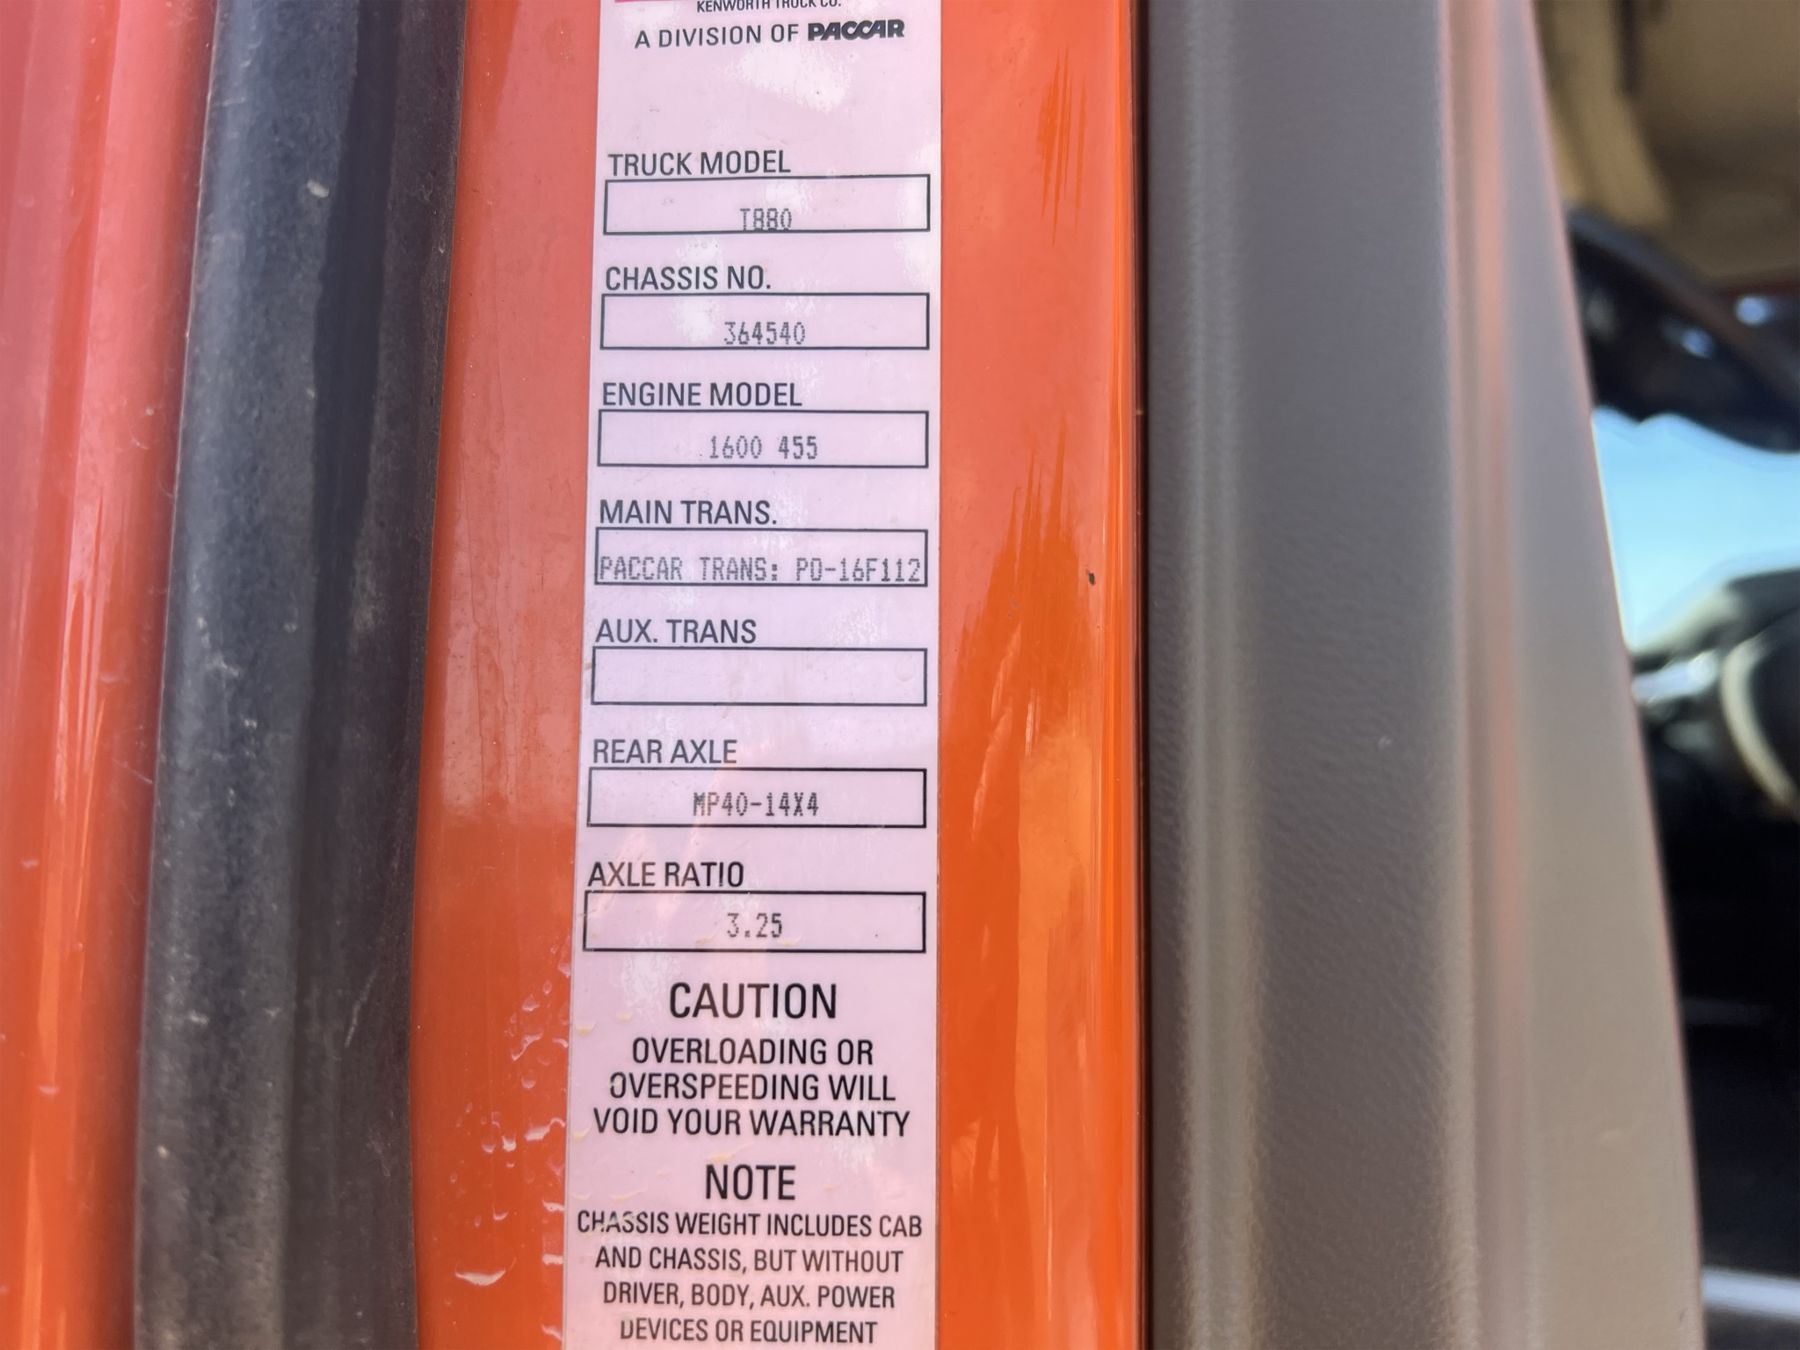 KENWORTH TRUCK CO.
A DIVISION OF PACCAR
TRUCK MODEL
T880
CHASSIS NO.
364540
ENGINE MODEL
1600 455
MAIN TRANS.
PACCAR TRANS: PO-16F112
AUX. TRANS
REAR AXLE
MP40-14X4
AXLE RATIO
3.25
CAUTION
OVERLOADING OR
OVERSPEEDING WILL
VOID YOUR WARRANTY
NOTE
CHASSIS WEIGHT INCLUDES CAB
AND CHASSIS, BUT WITHOUT
DRIVER, BODY, AUX. POWER
DEVICES OR EQUIPMENT